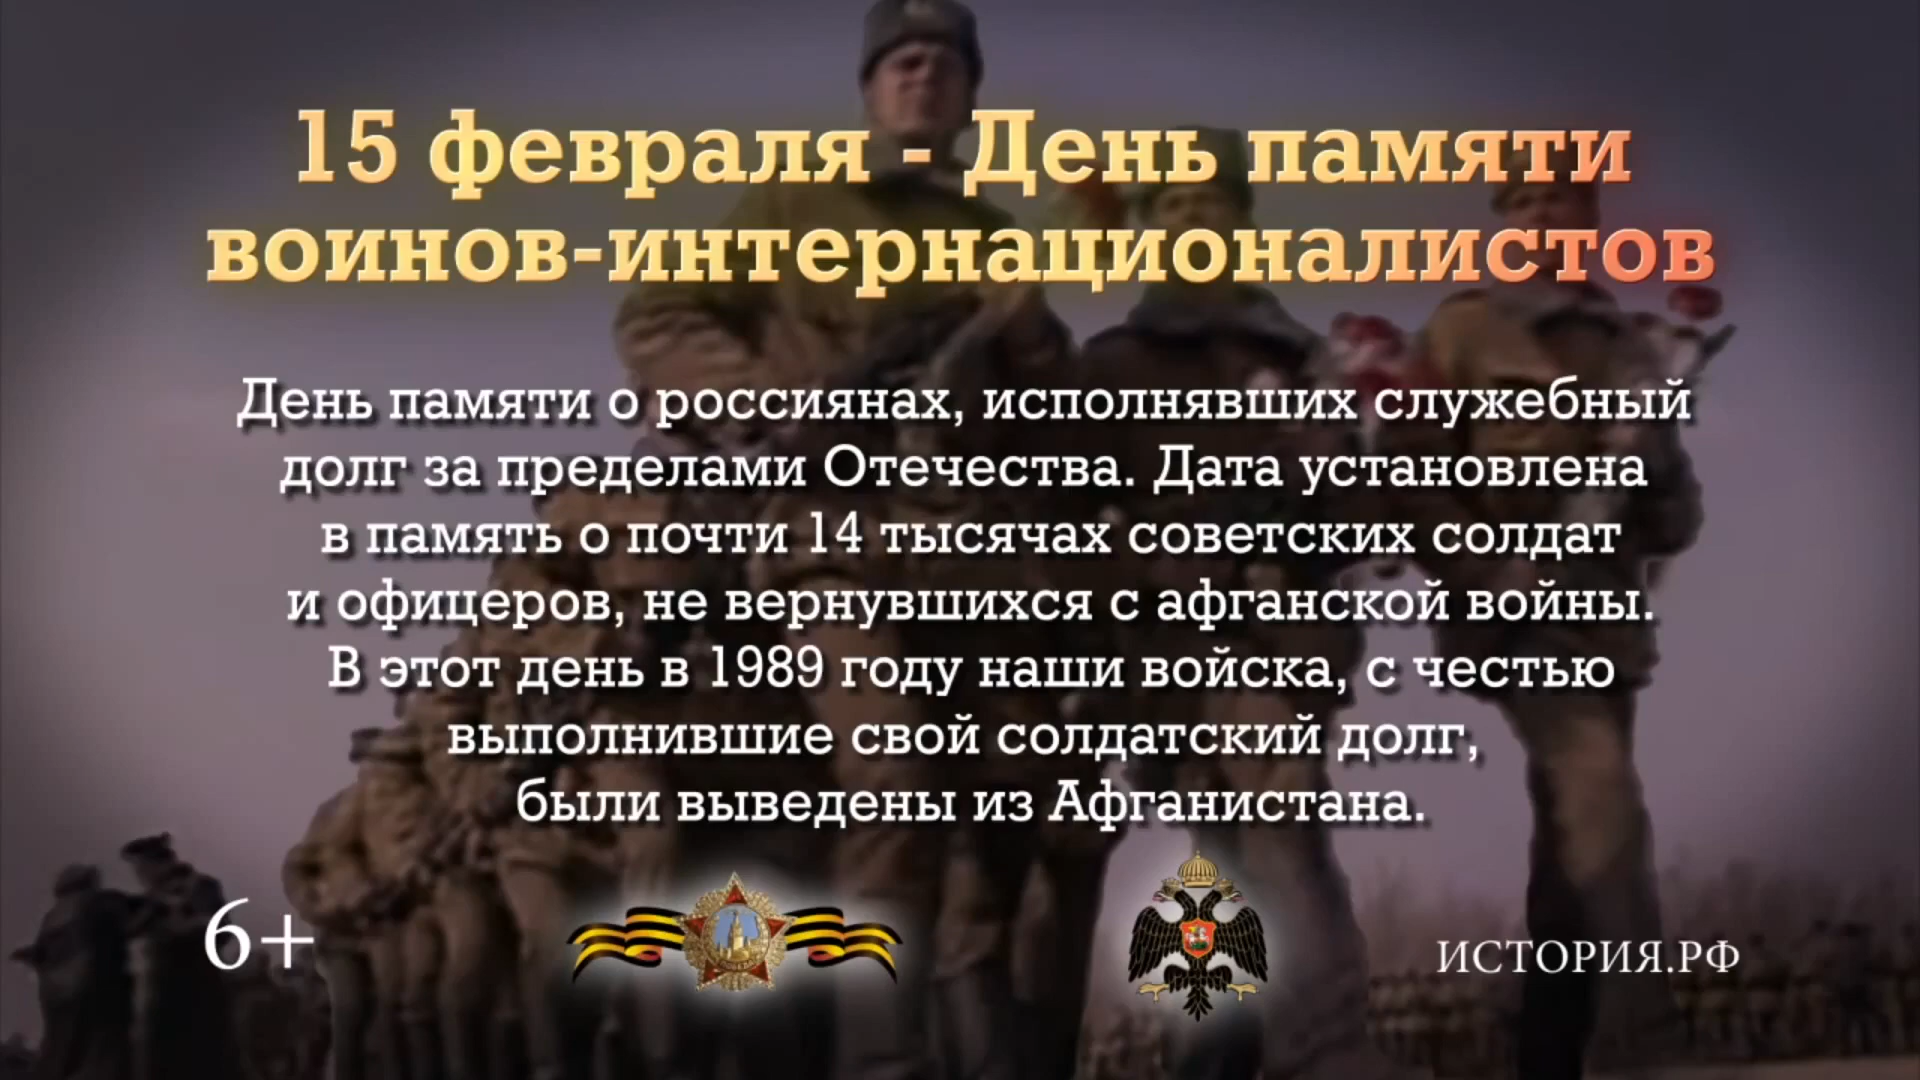 15 февраля - День памяти
воинов-интернационалистов
День памяти о россиянах, исполнявших служебный
долг за пределами Отечества. Дата установлена
в память о почти 14 тысячах советских солдат
и офицеров, не вернувшихся с афганской войны.
В этот день в 1989 году наши войска, с честью
выполнившие свой солдатский долг,
были выведены из Афганистана.
6+
ИСТОРИЯ.РФ